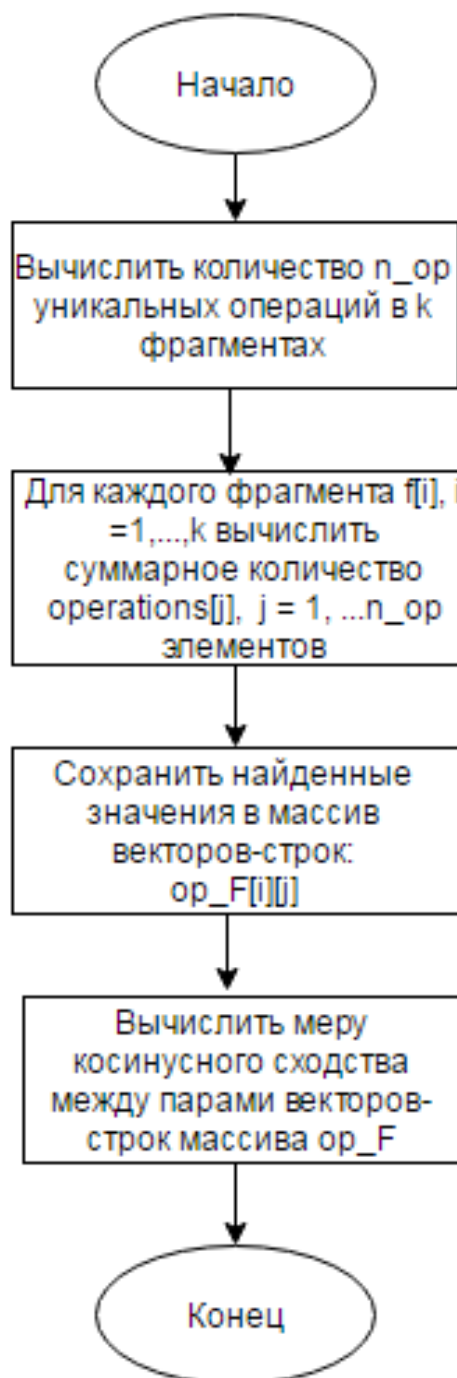 Начало
Вычислить количество n_op
уникальных операций в k
фрагментах
Для каждого фрагмента f[i], i
=1,...,k вычислить
суммарное количество
operations[j], j = 1, ...n_op
элементов
Сохранить найденные
значения в массив
векторов-строк:
op_F[i][j]
Вычислить меру
косинусного сходства
между парами векторов-
строк массива op_F
Конец